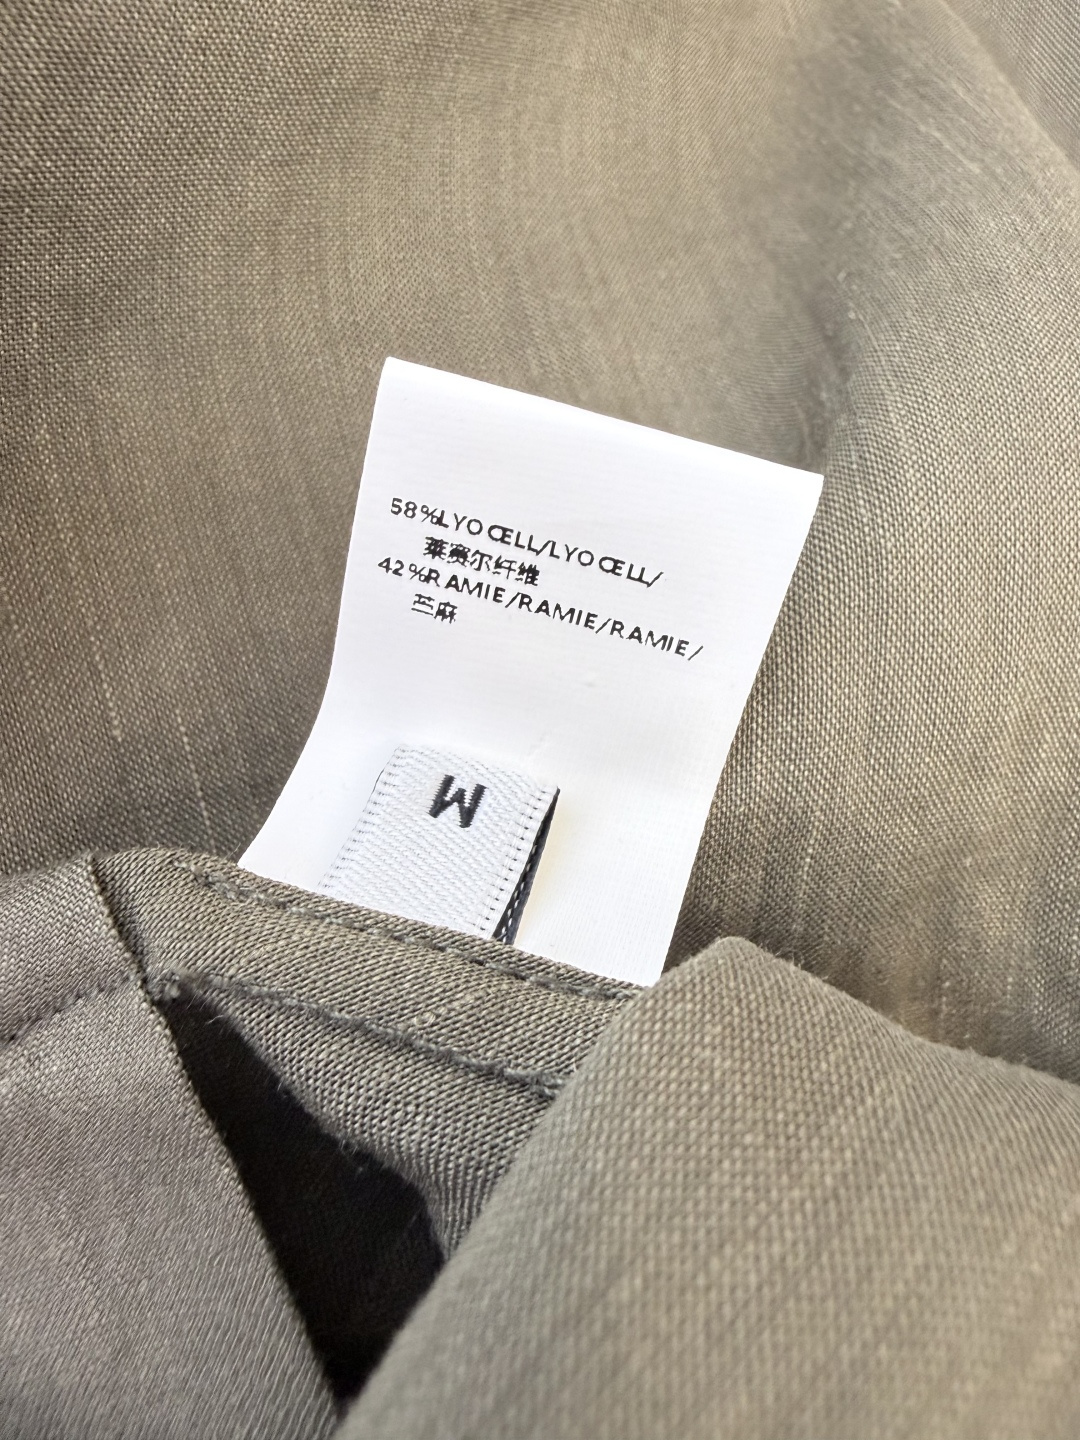 58%LYOCELL/LYOCELL/
莱赛尔纤维
42%RAMIE/RAMIE/RAMIE/
苎麻
M